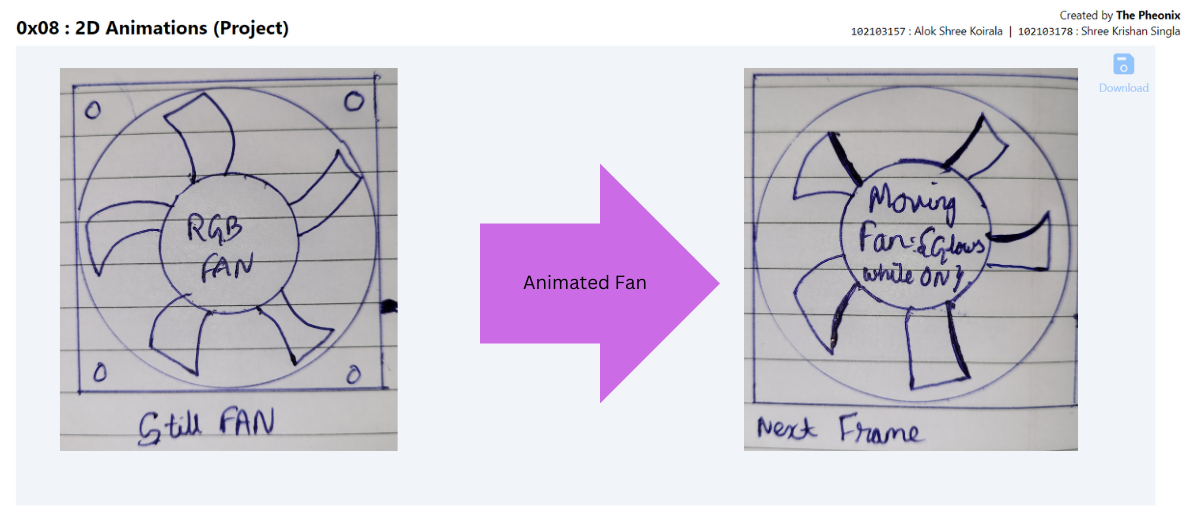 0x08 : 2D Animations (Project)
Created by The Pheonix
102103157 : Alok Shree Koirala | 102103178 : Shree Krishan Singla
Download
RGB
FAN
Still FAN
Animated Fan
Moving
Fan:{Glows
while ON}
Next Frame